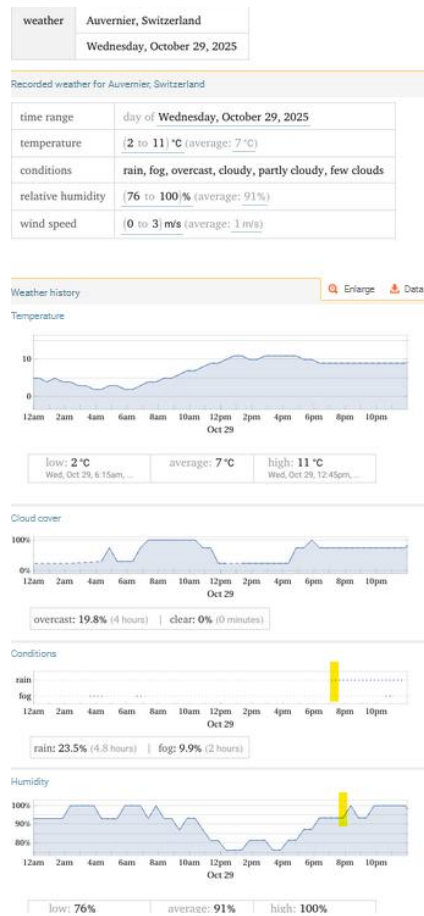 weather Auvernier, Switzerland
Wednesday, October 29, 2025
Recorded weather for Auvernier, Switzerland
time range day of Wednesday, October 29, 2025
temperature (2 to 11) °C (average: 7 °C)
conditions rain, fog, overcast, cloudy, partly cloudy, few clouds
relative humidity (76 to 100)% (average: 91%)
wind speed (0 to 3) m/s (average: 1 m/s)
Weather history Enlarge Data
Temperature
10
0
12am 2am 4am 6am 8am 10am 12pm 2pm 4pm 6pm 8pm 10pm
Oct 29
low: 2 °C average: 7 °C high: 11 °C
Wed, Oct 29, 6:15am, ... Wed, Oct 29, 12:45pm, ...
Cloud cover
100%
0%
12am 2am 4am 6am 8am 10am 12pm 2pm 4pm 6pm 8pm 10pm
Oct 29
overcast: 19.8% (4 hours) | clear: 0% (0 minutes)
Conditions
rain
fog
12am 2am 4am 6am 8am 10am 12pm 2pm 4pm 6pm 8pm 10pm
Oct 29
rain: 23.5% (4.8 hours) | fog: 9.9% (2 hours)
Humidity
100%
90%
80%
12am 2am 4am 6am 8am 10am 12pm 2pm 4pm 6pm 8pm 10pm
Oct 29
low: 76% average: 91% high: 100%